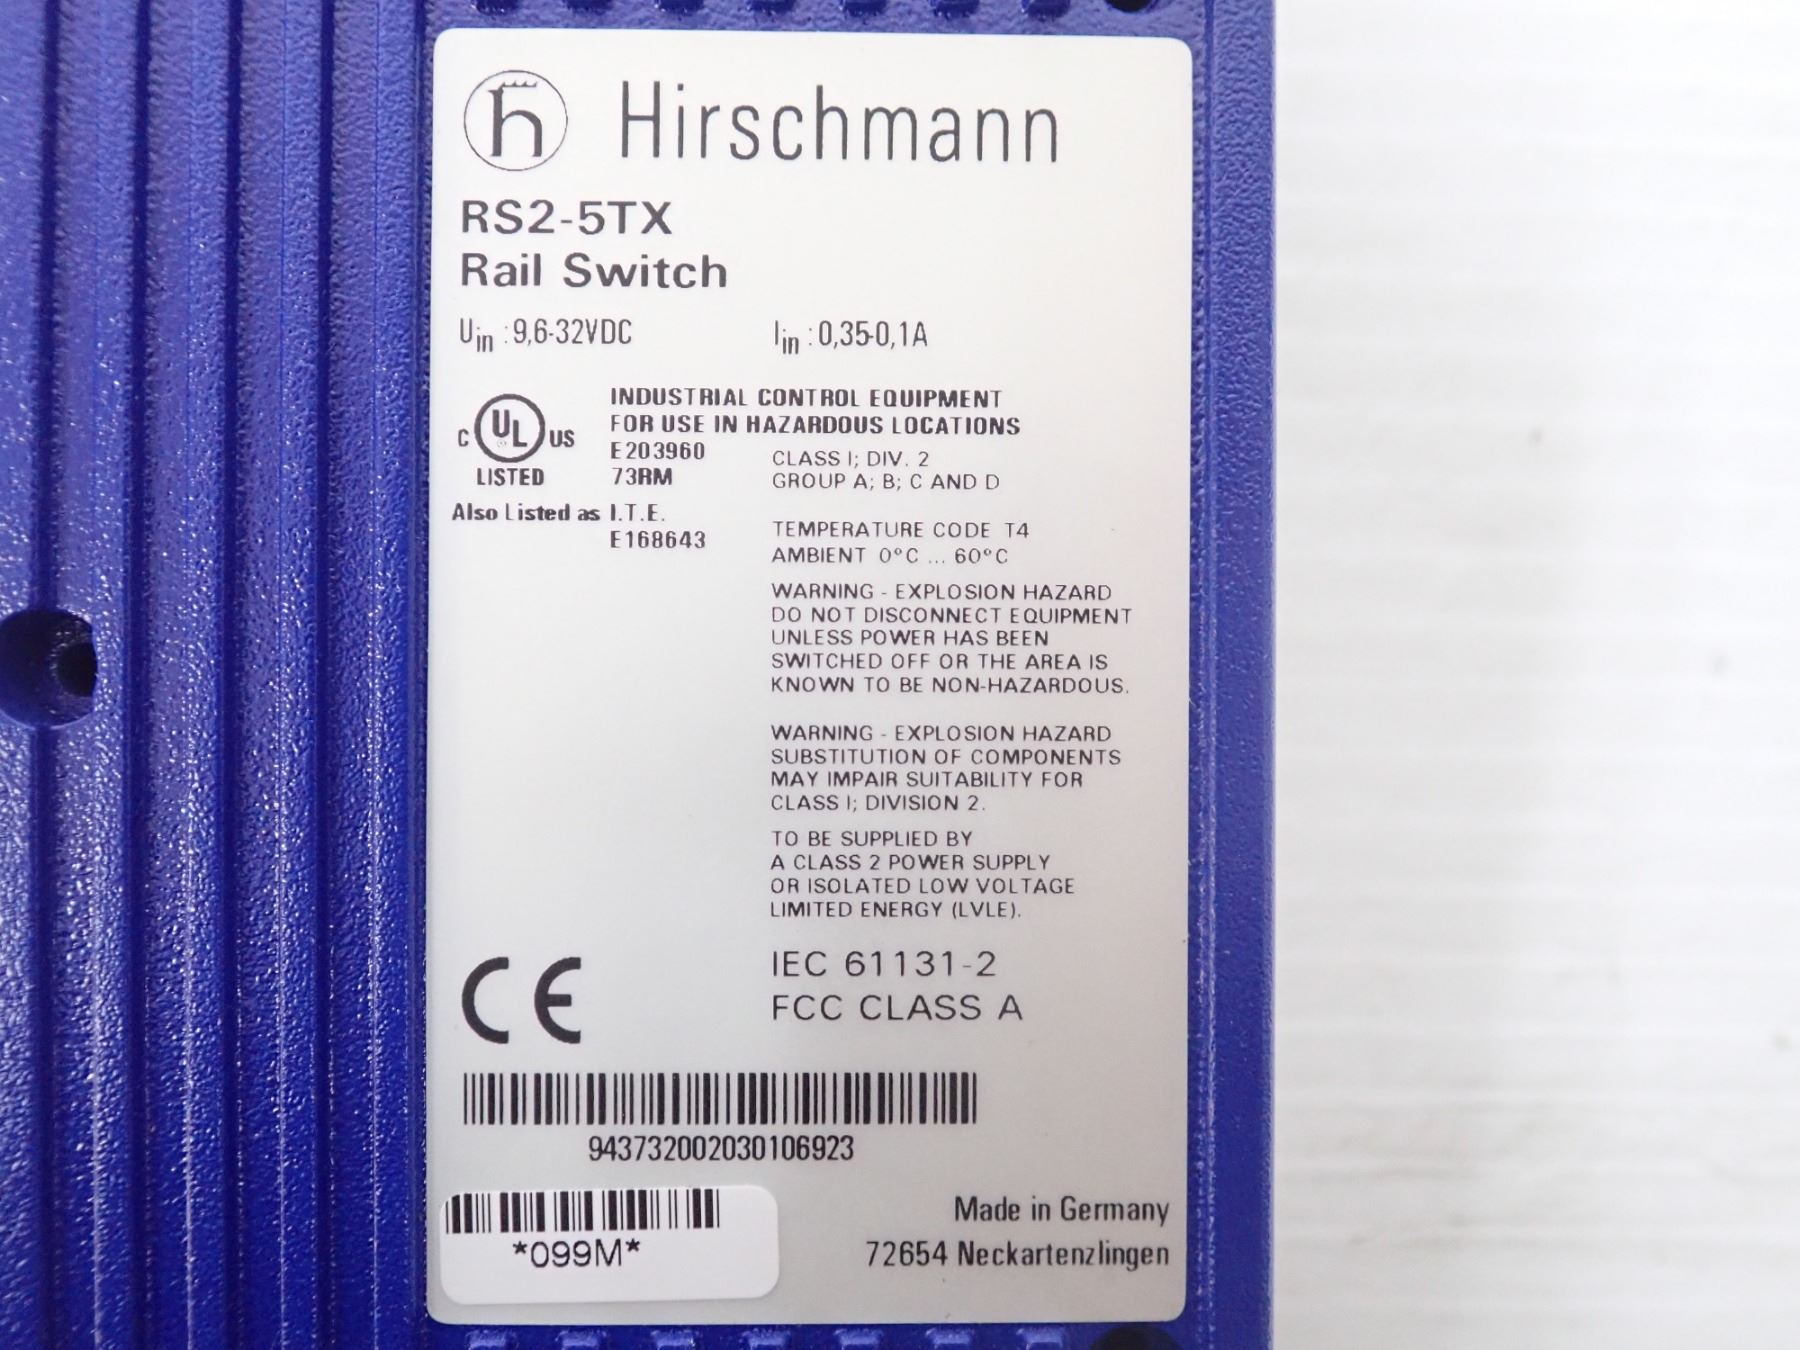 Hirschmann
RS2-5TX
Rail Switch
Uin : 9,6-32VDC Iin : 0,35-0,1A
C UL US
LISTED
INDUSTRIAL CONTROL EQUIPMENT
FOR USE IN HAZARDOUS LOCATIONS
E203960
73RM
Also Listed as I.T.E.
E168643
CLASS I; DIV. 2
GROUP A; B; C AND D
TEMPERATURE CODE T4
AMBIENT 0°C ... 60°C
WARNING - EXPLOSION HAZARD
DO NOT DISCONNECT EQUIPMENT
UNLESS POWER HAS BEEN
SWITCHED OFF OR THE AREA IS
KNOWN TO BE NON-HAZARDOUS.
WARNING - EXPLOSION HAZARD
SUBSTITUTION OF COMPONENTS
MAY IMPAIR SUITABILITY FOR
CLASS I; DIVISION 2.
TO BE SUPPLIED BY
A CLASS 2 POWER SUPPLY
OR ISOLATED LOW VOLTAGE
LIMITED ENERGY (LVLE).
CE
IEC 61131-2
FCC CLASS A
943732002030106923
*099M*
Made in Germany
72654 Neckartenzlingen